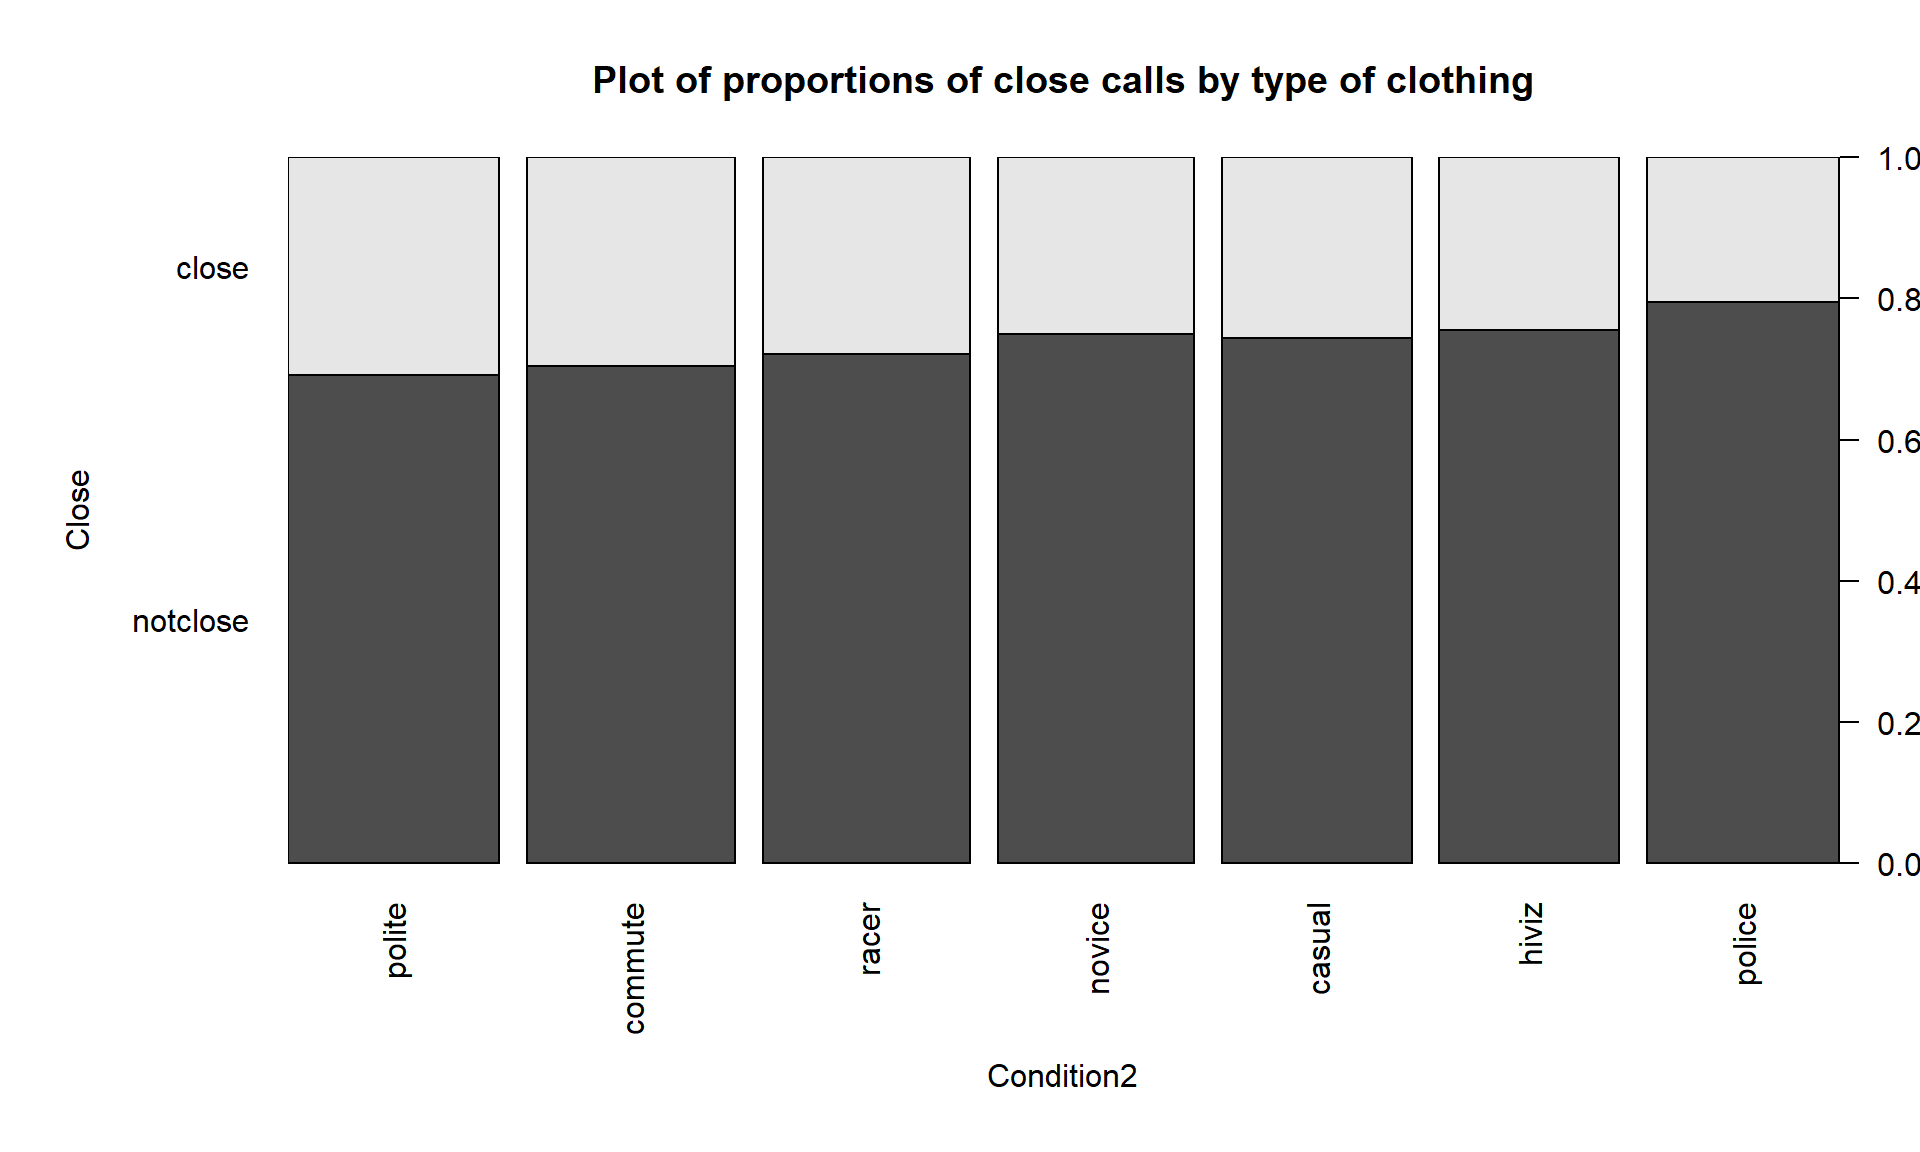 Plot of proportions of close calls by type of clothing
close
notclose
Close
1.0
0.8
0.6
0.4
0.2
0.0
polite
commute
racer
novice
casual
hiviz
police
Condition2